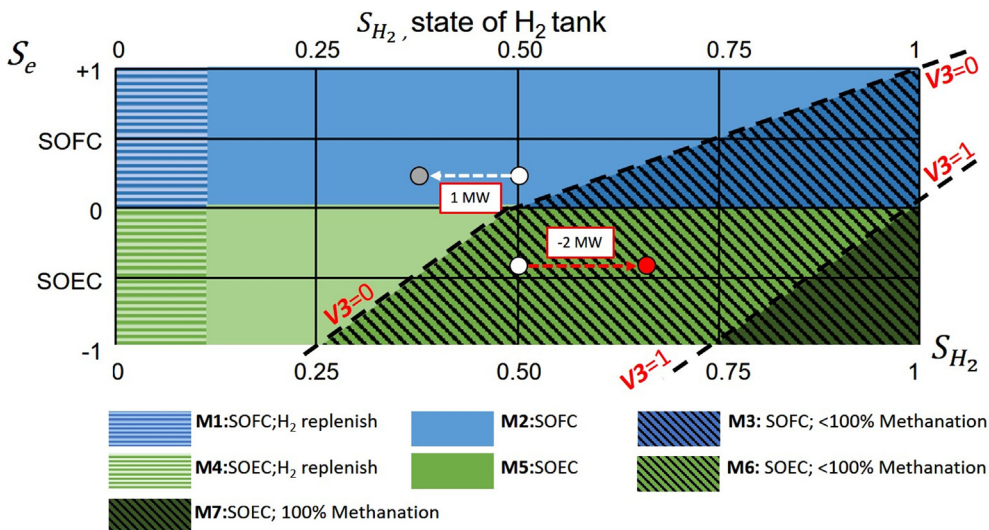 S_H2, state of H2 tank
0 0.25 0.50 0.75 1
S_e
+1
V3=0
SOFC
V3=1
1 MW
0
-2 MW
SOEC
V3=0
-1
V3=1
S_H2
0 0.25 0.50 0.75 1
M1:SOFC;H2 replenish M2:SOFC M3: SOFC; <100% Methanation
M4:SOEC;H2 replenish M5:SOEC M6: SOEC; <100% Methanation
M7:SOEC; 100% Methanation